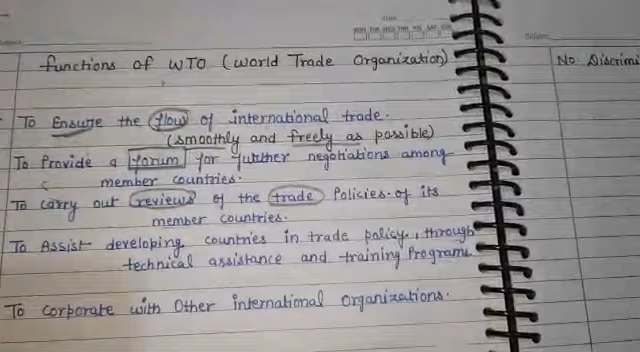 functions of WTO (World Trade Organization)
No Discrimi
To Ensure the flow of international trade.
(smoothly and freely as possible)
To Provide a forum for further negotiations among
member countries.
To carry out reviews of the trade Policies of its
member countries.
To Assist developing countries in trade policy, through
technical assistance and training Programs
To Corporate with Other international Organizations.